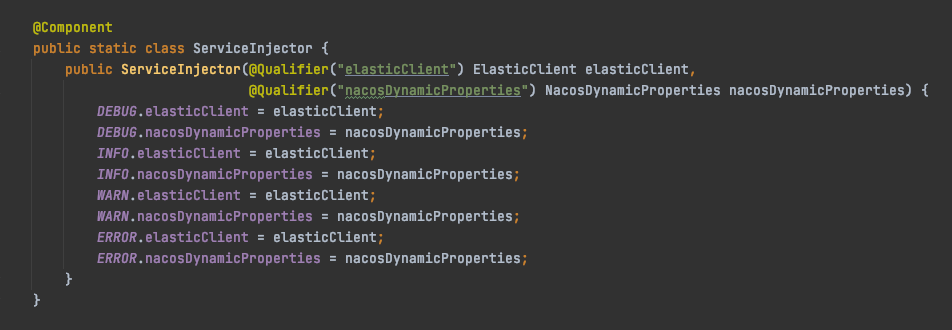 @Component
public static class ServiceInjector {
    public ServiceInjector(@Qualifier("elasticClient") ElasticClient elasticClient,
                           @Qualifier("nacosDynamicProperties") NacosDynamicProperties nacosDynamicProperties) {
        DEBUG.elasticClient = elasticClient;
        DEBUG.nacosDynamicProperties = nacosDynamicProperties;
        INFO.elasticClient = elasticClient;
        INFO.nacosDynamicProperties = nacosDynamicProperties;
        WARN.elasticClient = elasticClient;
        WARN.nacosDynamicProperties = nacosDynamicProperties;
        ERROR.elasticClient = elasticClient;
        ERROR.nacosDynamicProperties = nacosDynamicProperties;
    }
}